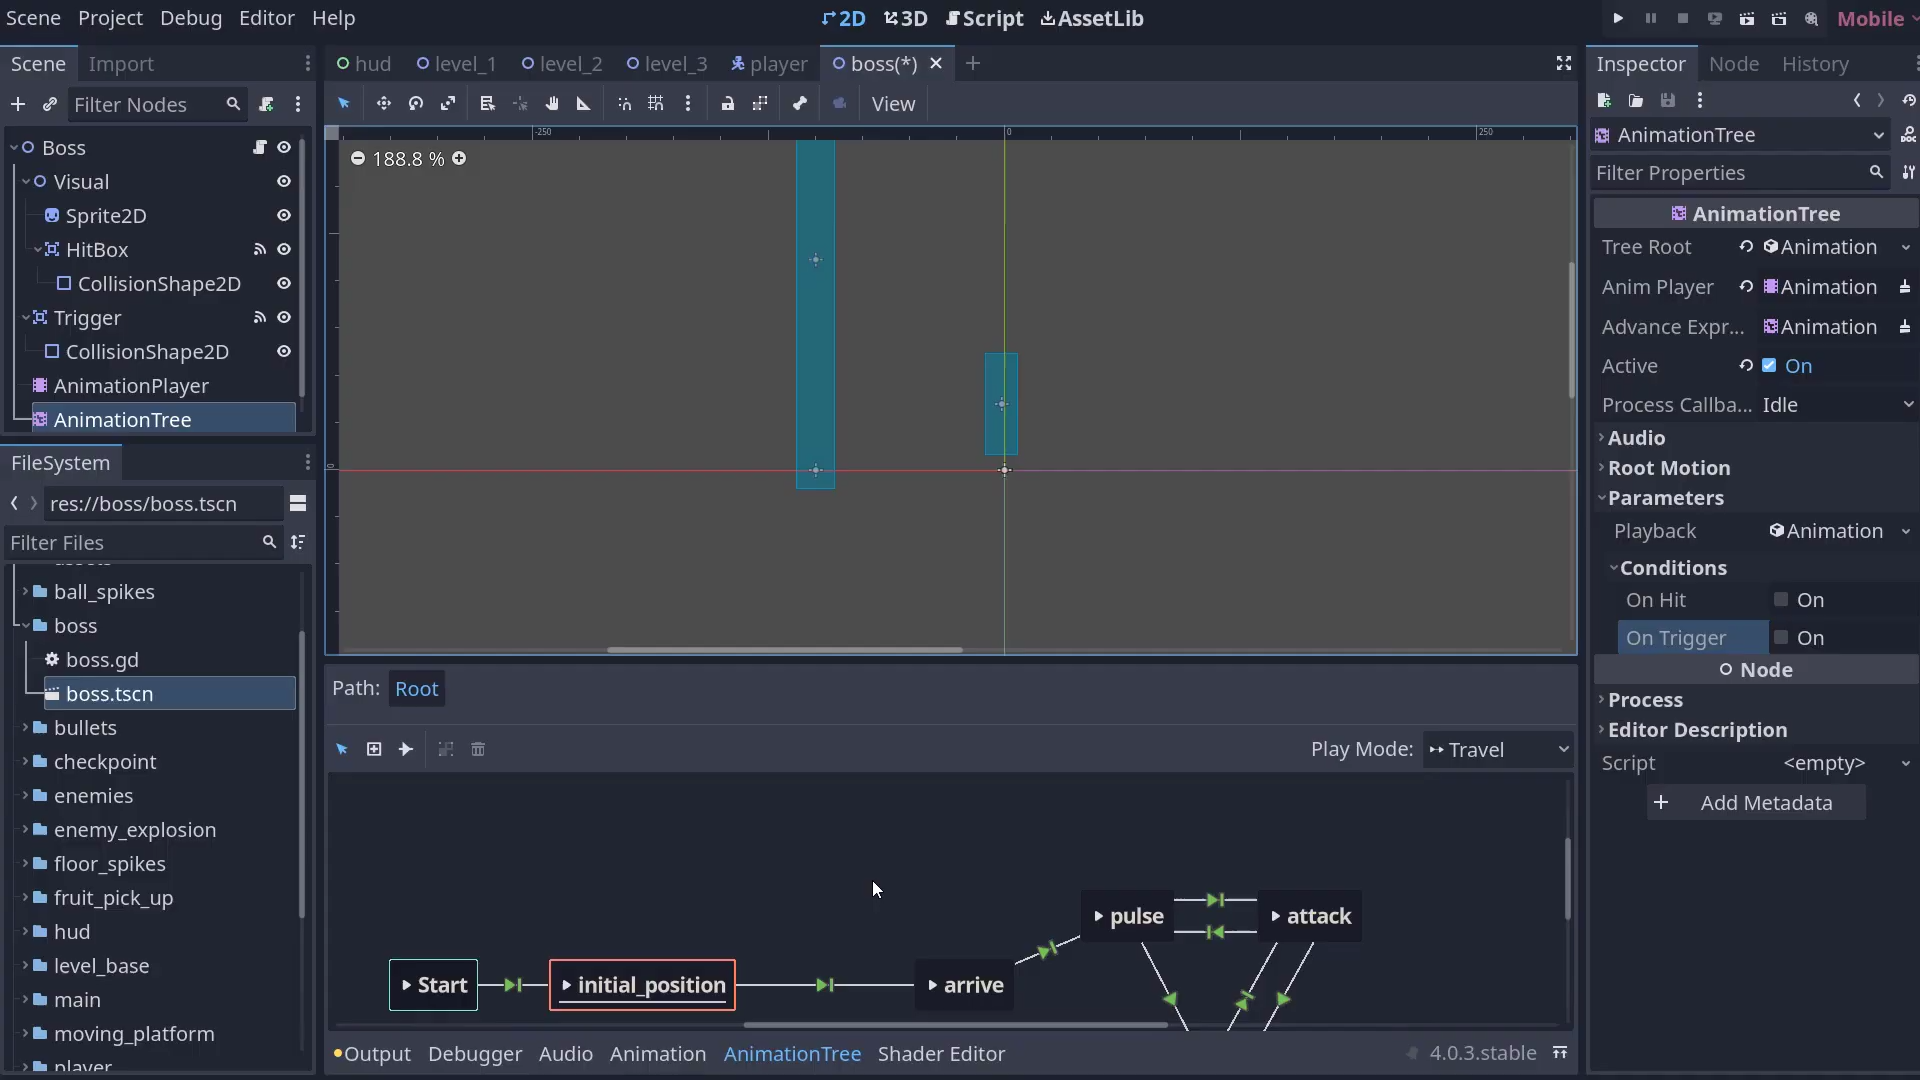 Scene Project Debug Editor Help
2D 3D Script AssetLib
Mobile
Scene Import
hud level_1 level_2 level_3 player boss(*)
Inspector Node History
Filter Nodes
View
Boss
Visual
Sprite2D
HitBox
CollisionShape2D
Trigger
CollisionShape2D
AnimationPlayer
AnimationTree
-250 0 250
188.8 %
0
FileSystem
res://boss/boss.tscn
Filter Files
ball_spikes
boss
boss.gd
boss.tscn
bullets
checkpoint
enemies
enemy_explosion
floor_spikes
fruit_pick_up
hud
level_base
main
moving_platform
player
Path: Root
Play Mode: Travel
pulse attack
Start initial_position arrive
Output Debugger Audio Animation AnimationTree Shader Editor
4.0.3.stable
AnimationTree
Filter Properties
AnimationTree
Tree Root Animation
Anim Player Animation
Advance Expr... Animation
Active On
Process Callba... Idle
Audio
Root Motion
Parameters
Playback Animation
Conditions
On Hit On
On Trigger On
Node
Process
Editor Description
Script <empty>
Add Metadata